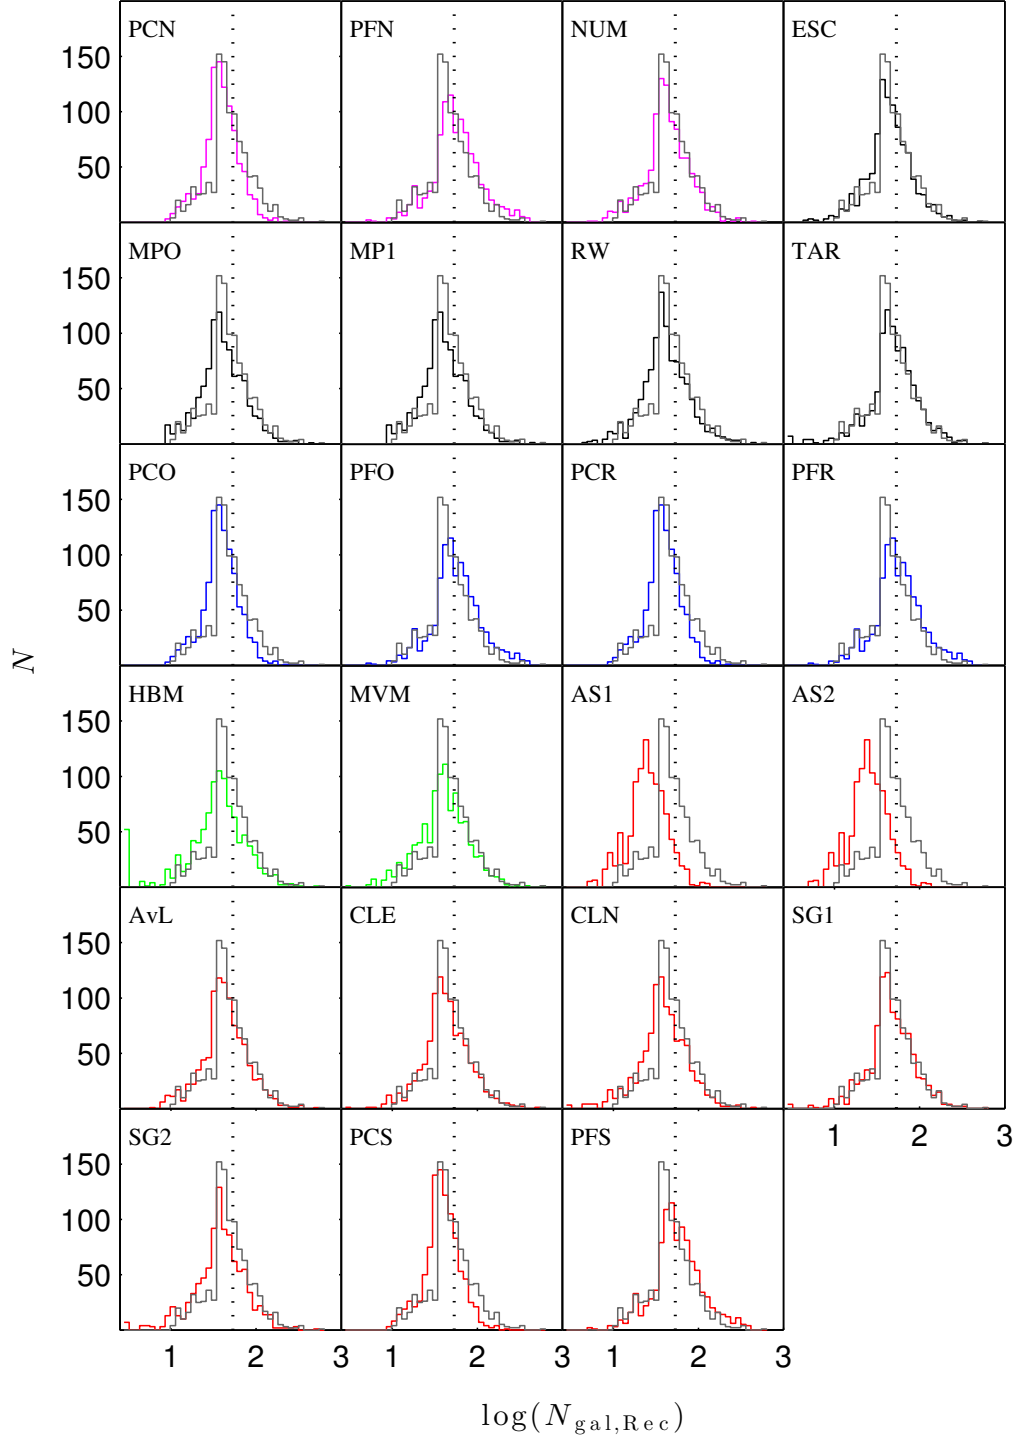 PCN PFN NUM ESC
150
100
50
MPO MP1 RW TAR
150
100
50
PCO PFO PCR PFR
150
100
50
N
HBM MVM AS1 AS2
150
100
50
AvL CLE CLN SG1
150
100
50
1 2 3
SG2 PCS PFS
150
100
50
1 2 3 1 2 3 1 2 3
log(N_gal,Rec)